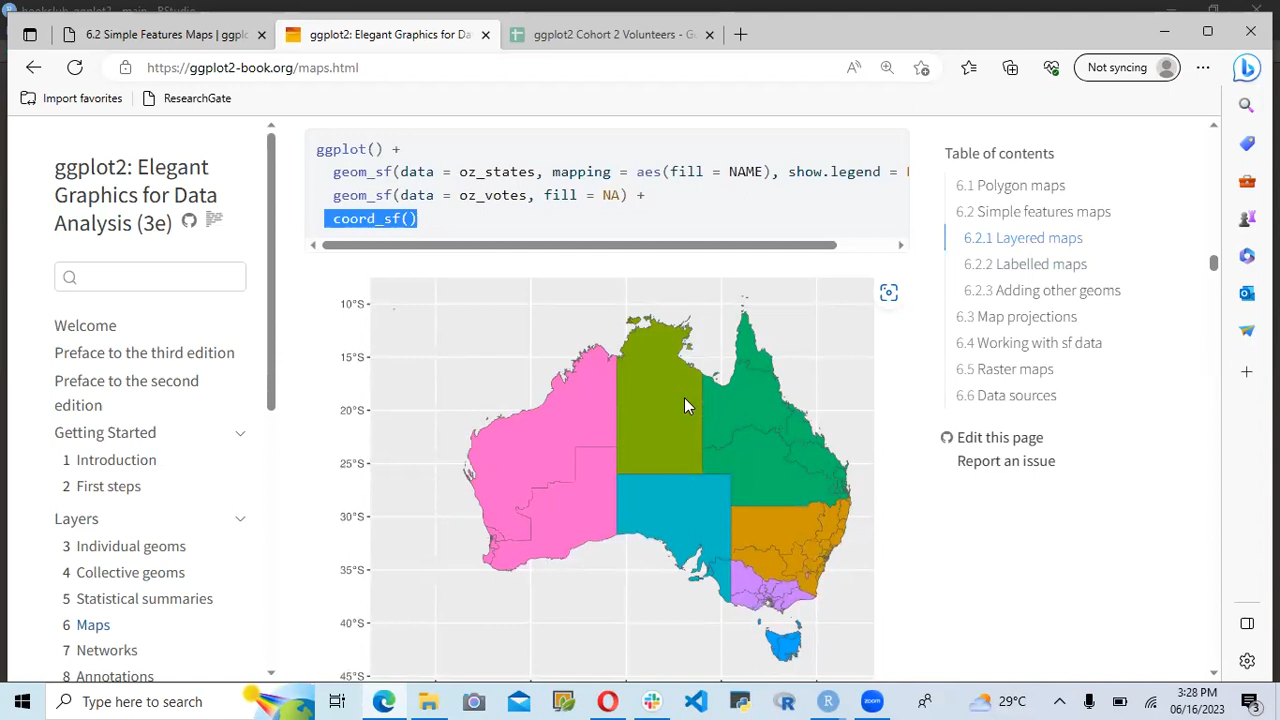 bookclub-ggplot2 - main - RStudio
6.2 Simple Features Maps | ggplo
ggplot2: Elegant Graphics for Da
ggplot2 Cohort 2 Volunteers - Go
https://ggplot2-book.org/maps.html
Not syncing
Import favorites
ResearchGate
ggplot2: Elegant
Graphics for Data
Analysis (3e)
Welcome
Preface to the third edition
Preface to the second
edition
Getting Started
1 Introduction
2 First steps
Layers
3 Individual geoms
4 Collective geoms
5 Statistical summaries
6 Maps
7 Networks
8 Annotations
ggplot() +
geom_sf(data = oz_states, mapping = aes(fill = NAME), show.legend =
geom_sf(data = oz_votes, fill = NA) +
coord_sf()
10°S
15°S
20°S
25°S
30°S
35°S
40°S
45°S
Table of contents
6.1 Polygon maps
6.2 Simple features maps
6.2.1 Layered maps
6.2.2 Labelled maps
6.2.3 Adding other geoms
6.3 Map projections
6.4 Working with sf data
6.5 Raster maps
6.6 Data sources
Edit this page
Report an issue
Type here to search
zoom
29°C
3:28 PM
06/16/2023
3